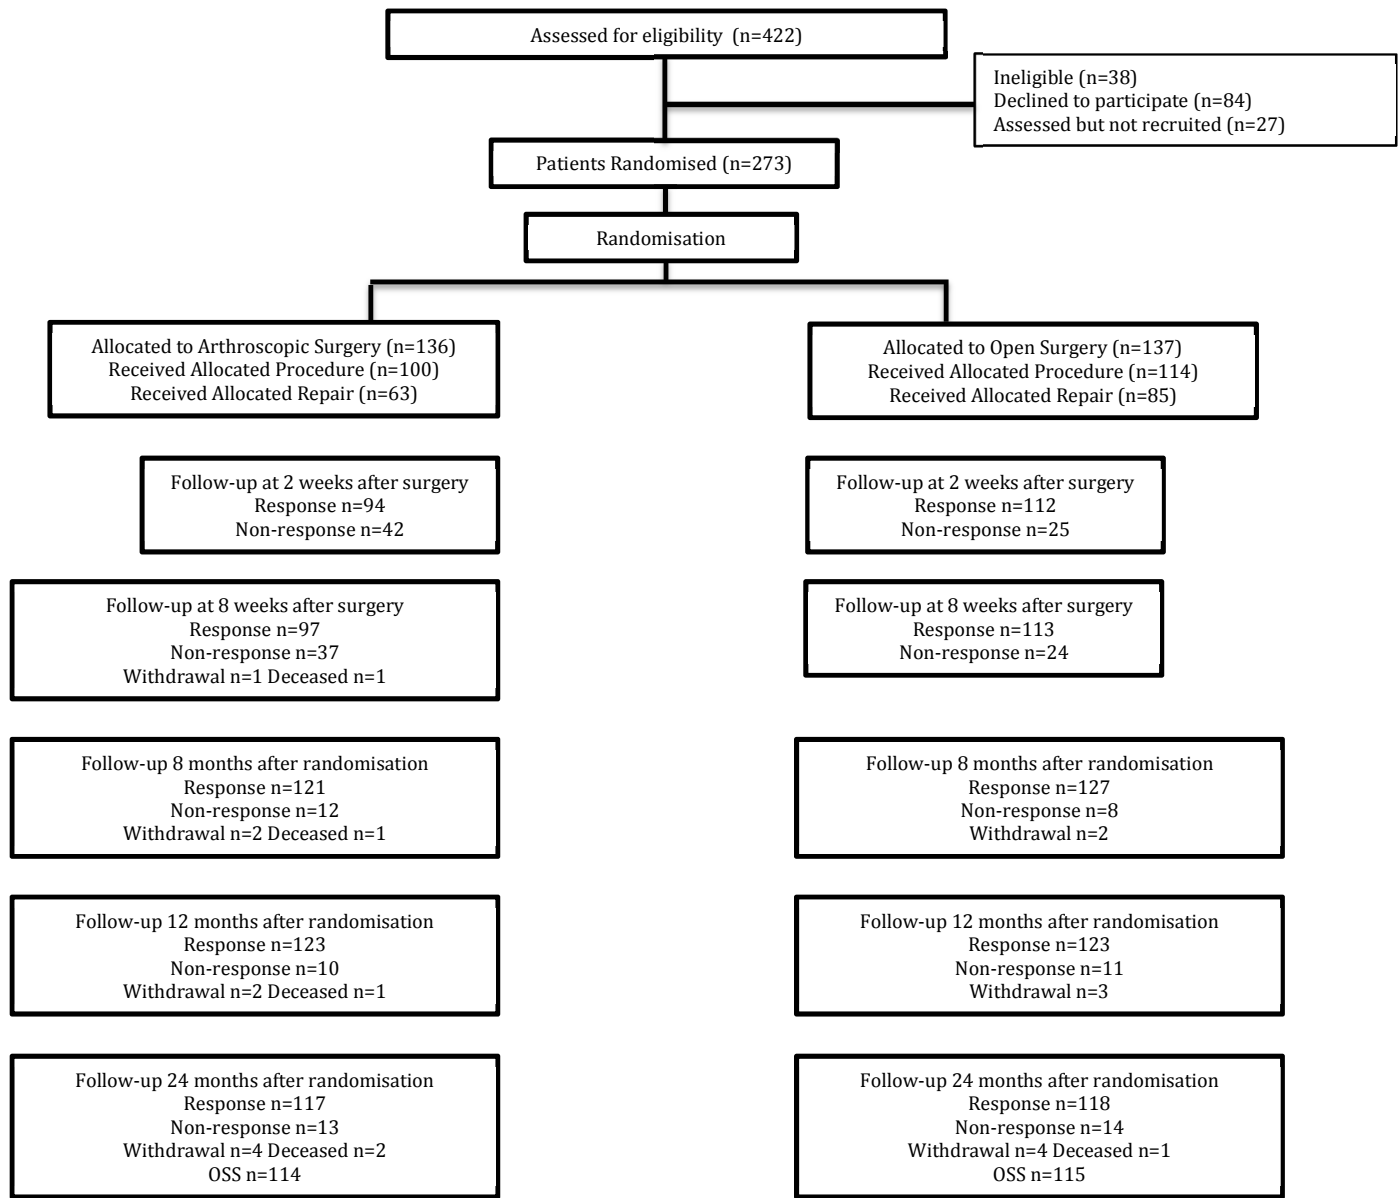 Assessed for eligibility (n=422)
Ineligible (n=38)
Declined to participate (n=84)
Assessed but not recruited (n=27)
Patients Randomised (n=273)
Randomisation
Allocated to Arthroscopic Surgery (n=136)
Received Allocated Procedure (n=100)
Received Allocated Repair (n=63)
Allocated to Open Surgery (n=137)
Received Allocated Procedure (n=114)
Received Allocated Repair (n=85)
Follow-up at 2 weeks after surgery
Response n=94
Non-response n=42
Follow-up at 2 weeks after surgery
Response n=112
Non-response n=25
Follow-up at 8 weeks after surgery
Response n=97
Non-response n=37
Withdrawal n=1 Deceased n=1
Follow-up at 8 weeks after surgery
Response n=113
Non-response n=24
Follow-up 8 months after randomisation
Response n=121
Non-response n=12
Withdrawal n=2 Deceased n=1
Follow-up 8 months after randomisation
Response n=127
Non-response n=8
Withdrawal n=2
Follow-up 12 months after randomisation
Response n=123
Non-response n=10
Withdrawal n=2 Deceased n=1
Follow-up 12 months after randomisation
Response n=123
Non-response n=11
Withdrawal n=3
Follow-up 24 months after randomisation
Response n=117
Non-response n=13
Withdrawal n=4 Deceased n=2
OSS n=114
Follow-up 24 months after randomisation
Response n=118
Non-response n=14
Withdrawal n=4 Deceased n=1
OSS n=115